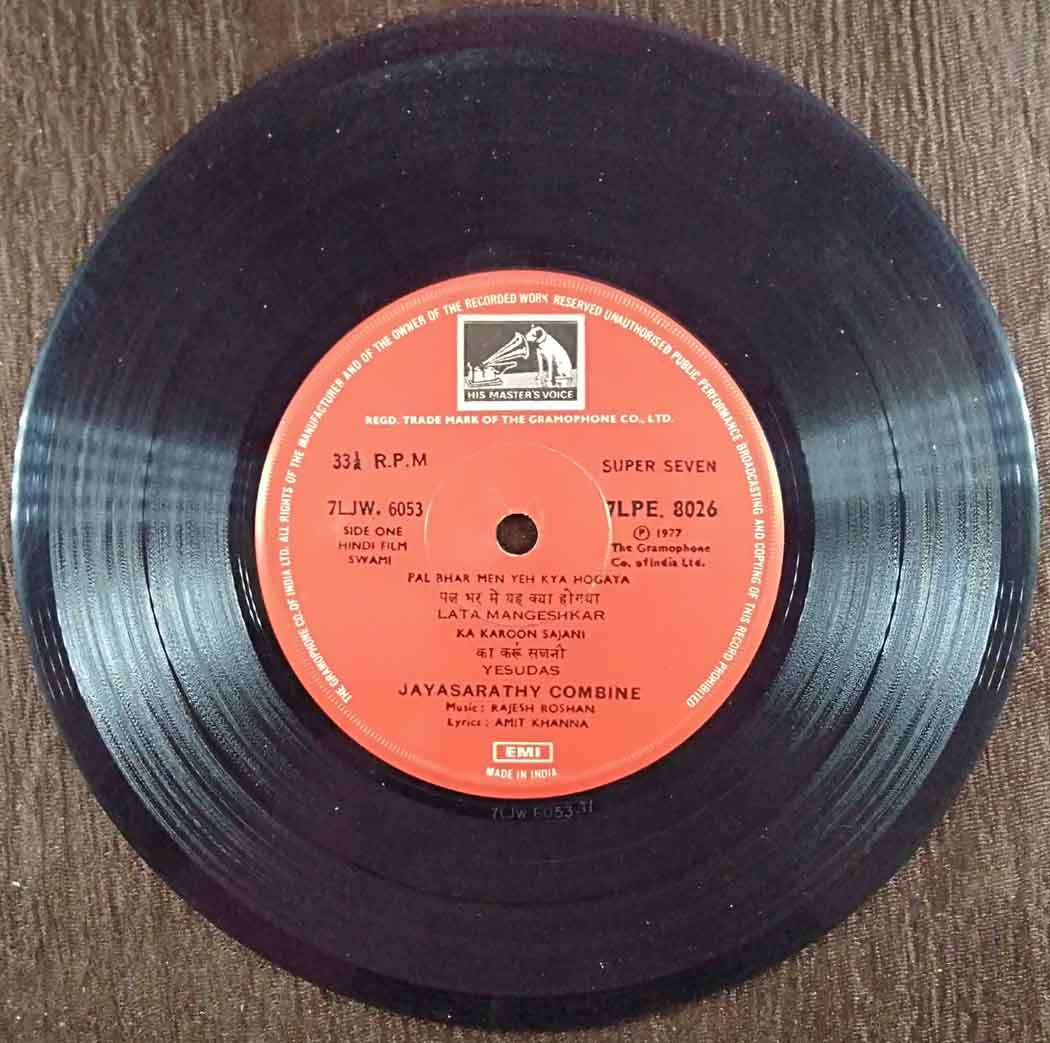 THE GRAMOPHONE CO. OF INDIA LTD. ALL RIGHTS OF THE MANUFACTURER AND OF THE OWNER OF THE RECORDED WORK RESERVED UNAUTHORISED PUBLIC PERFORMANCE BROADCASTING AND COPYING OF THIS RECORD PROHIBITED
HIS MASTER'S VOICE
REGD. TRADE MARK OF THE GRAMOPHONE CO., LTD.
33⅓ R.P.M
SUPER SEVEN
7LJW. 6053
7LPE. 8026
SIDE ONE
HINDI FILM
SWAMI
Ⓟ 1977
The Gramophone
Co. of India Ltd.
PAL BHAR MEN YEH KYA HOGAYA
पल भर में यह क्या होगया
LATA MANGESHKAR
KA KAROON SAJANI
का करूं सजनी
YESUDAS
JAYASARATHY COMBINE
Music : RAJESH ROSHAN
Lyrics : AMIT KHANNA
EMI
MADE IN INDIA
7LJW 6053